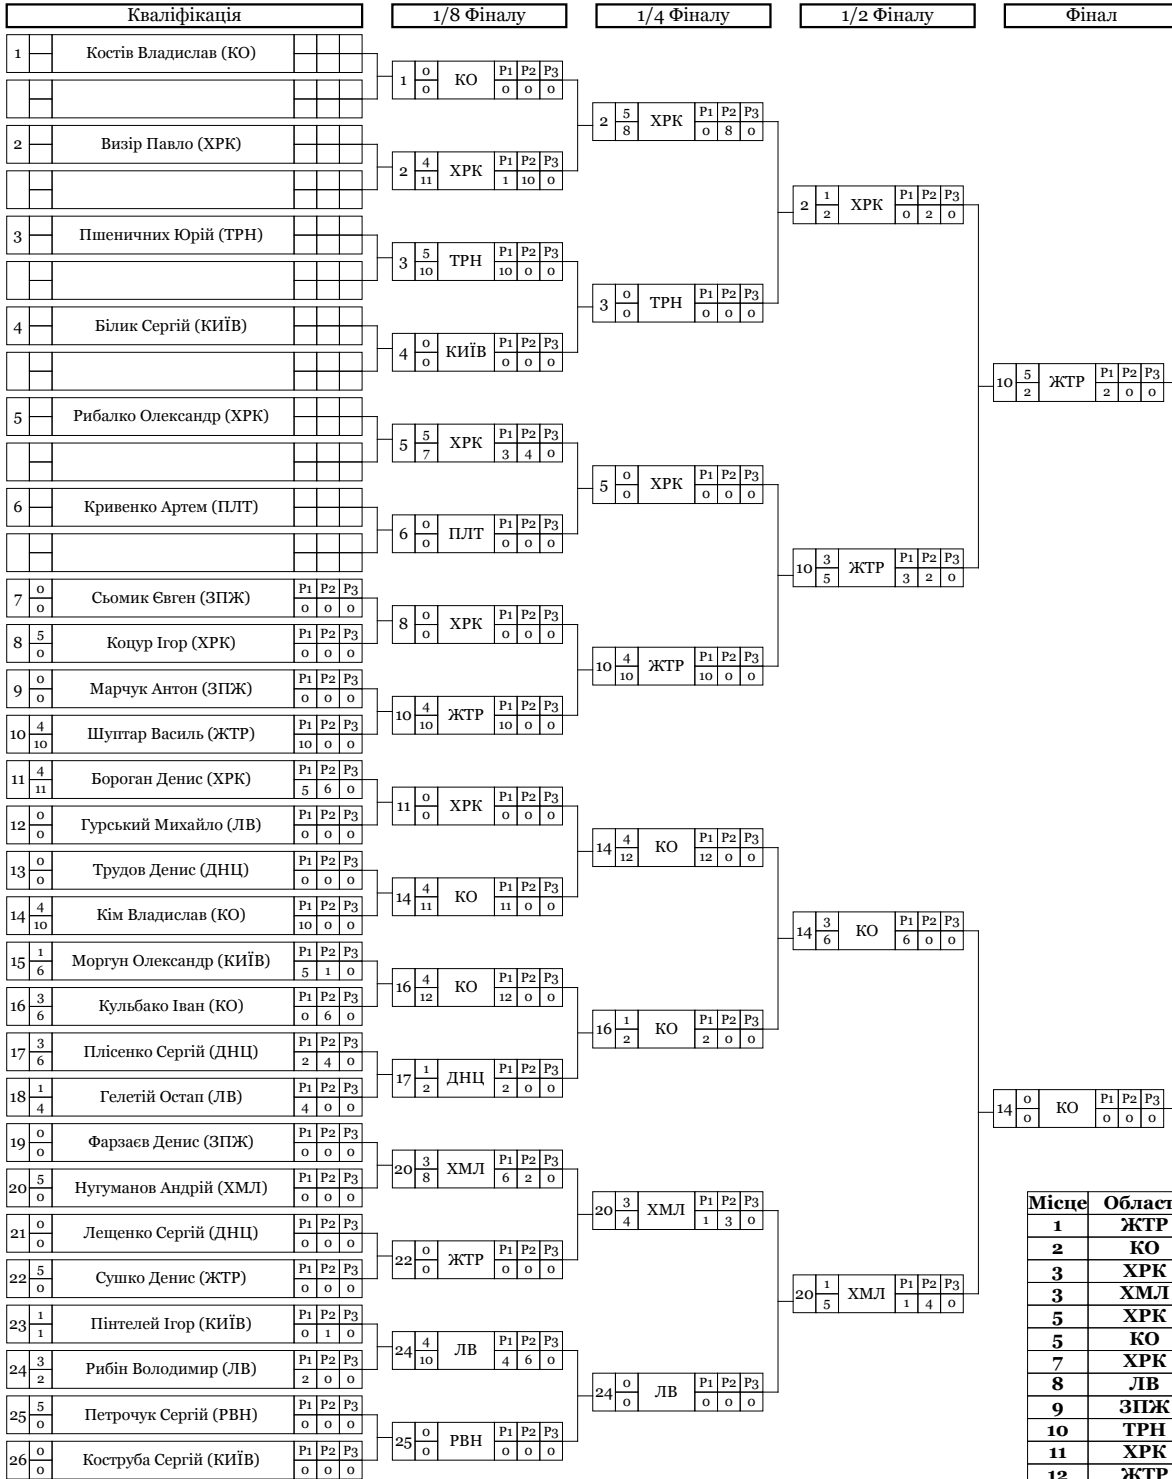 Кваліфікація
1/8 Фіналу
1/4 Фіналу
1/2 Фіналу
Фінал
1 Костів Владислав (КО)
2 Визір Павло (ХРК)
3 Пшеничних Юрій (ТРН)
4 Білик Сергій (КИЇВ)
5 Рибалко Олександр (ХРК)
6 Кривенко Артем (ПЛТ)
7 0 0 Сьомик Євген (ЗПЖ) P1 P2 P3 0 0 0
8 5 0 Коцур Ігор (ХРК) P1 P2 P3 0 0 0
9 0 0 Марчук Антон (ЗПЖ) P1 P2 P3 0 0 0
10 4 10 Шуптар Василь (ЖТР) P1 P2 P3 10 0 0
11 4 11 Бороган Денис (ХРК) P1 P2 P3 5 6 0
12 0 0 Гурський Михайло (ЛВ) P1 P2 P3 0 0 0
13 0 0 Трудов Денис (ДНЦ) P1 P2 P3 0 0 0
14 4 10 Кім Владислав (КО) P1 P2 P3 10 0 0
15 1 6 Моргун Олександр (КИЇВ) P1 P2 P3 5 1 0
16 3 6 Кульбако Іван (КО) P1 P2 P3 0 6 0
17 3 6 Плісенко Сергій (ДНЦ) P1 P2 P3 2 4 0
18 1 4 Гелетій Остап (ЛВ) P1 P2 P3 4 0 0
19 0 0 Фарзаєв Денис (ЗПЖ) P1 P2 P3 0 0 0
20 5 0 Нугуманов Андрій (ХМЛ) P1 P2 P3 0 0 0
21 0 0 Лещенко Сергій (ДНЦ) P1 P2 P3 0 0 0
22 5 0 Сушко Денис (ЖТР) P1 P2 P3 0 0 0
23 1 1 Пінтелей Ігор (КИЇВ) P1 P2 P3 0 1 0
24 3 2 Рибін Володимир (ЛВ) P1 P2 P3 2 0 0
25 5 0 Петрочук Сергій (РВН) P1 P2 P3 0 0 0
26 0 0 Коструба Сергій (КИЇВ) P1 P2 P3 0 0 0
1 0 0 КО P1 P2 P3 0 0 0
2 4 11 ХРК P1 P2 P3 1 10 0
3 5 10 ТРН P1 P2 P3 10 0 0
4 0 0 КИЇВ P1 P2 P3 0 0 0
5 5 7 ХРК P1 P2 P3 3 4 0
6 0 0 ПЛТ P1 P2 P3 0 0 0
8 0 0 ХРК P1 P2 P3 0 0 0
10 4 10 ЖТР P1 P2 P3 10 0 0
11 0 0 ХРК P1 P2 P3 0 0 0
14 4 11 КО P1 P2 P3 11 0 0
16 4 12 КО P1 P2 P3 12 0 0
17 1 2 ДНЦ P1 P2 P3 2 0 0
20 3 8 ХМЛ P1 P2 P3 6 2 0
22 0 0 ЖТР P1 P2 P3 0 0 0
24 4 10 ЛВ P1 P2 P3 4 6 0
25 0 0 РВН P1 P2 P3 0 0 0
2 5 8 ХРК P1 P2 P3 0 8 0
3 0 0 ТРН P1 P2 P3 0 0 0
5 0 0 ХРК P1 P2 P3 0 0 0
10 4 10 ЖТР P1 P2 P3 10 0 0
14 4 12 КО P1 P2 P3 12 0 0
16 1 2 КО P1 P2 P3 2 0 0
20 3 4 ХМЛ P1 P2 P3 1 3 0
24 0 0 ЛВ P1 P2 P3 0 0 0
2 1 2 ХРК P1 P2 P3 0 2 0
10 3 5 ЖТР P1 P2 P3 3 2 0
14 3 6 КО P1 P2 P3 6 0 0
20 1 5 ХМЛ P1 P2 P3 1 4 0
10 5 2 ЖТР P1 P2 P3 2 0 0
14 0 0 КО P1 P2 P3 0 0 0
Місце Област
1 ЖТР
2 КО
3 ХРК
3 ХМЛ
5 ХРК
5 КО
7 ХРК
8 ЛВ
9 ЗПЖ
10 ТРН
11 ХРК
12 ЖТР